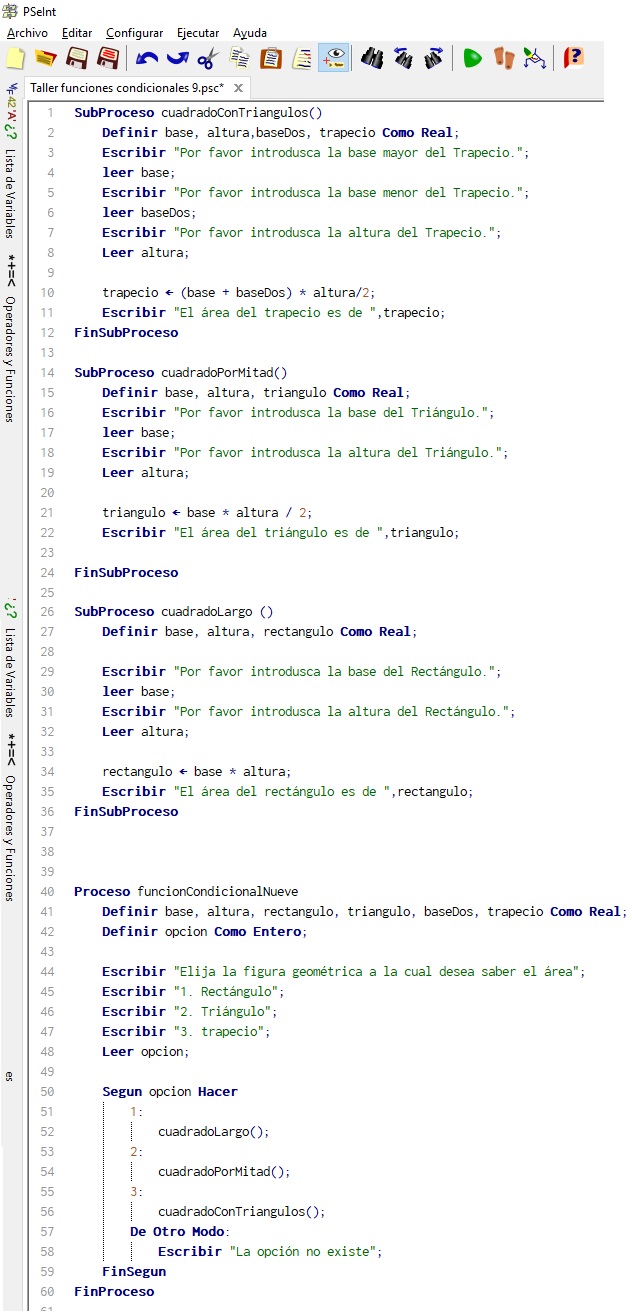 PSeInt
Archivo Editar Configurar Ejecutar Ayuda
Taller funciones condicionales 9.psc* X
1 SubProceso cuadradoConTriangulos()
2 Definir base, altura,baseDos, trapecio Como Real;
3 Escribir "Por favor introdusca la base mayor del Trapecio.";
4 leer base;
5 Escribir "Por favor introdusca la base menor del Trapecio.";
6 leer baseDos;
7 Escribir "Por favor introdusca la altura del Trapecio.";
8 Leer altura;
9
10 trapecio ← (base + baseDos) * altura/2;
11 Escribir "El área del trapecio es de ",trapecio;
12 FinSubProceso
13
14 SubProceso cuadradoPorMitad()
15 Definir base, altura, triangulo Como Real;
16 Escribir "Por favor introdusca la base del Triángulo.";
17 leer base;
18 Escribir "Por favor introdusca la altura del Triángulo.";
19 Leer altura;
20
21 triangulo ← base * altura / 2;
22 Escribir "El área del triángulo es de ",triangulo;
23
24 FinSubProceso
25
26 SubProceso cuadradoLargo ()
27 Definir base, altura, rectangulo Como Real;
28
29 Escribir "Por favor introdusca la base del Rectángulo.";
30 leer base;
31 Escribir "Por favor introdusca la altura del Rectángulo.";
32 Leer altura;
33
34 rectangulo ← base * altura;
35 Escribir "El área del rectángulo es de ",rectangulo;
36 FinSubProceso
37
38
39
40 Proceso funcionCondicionalNueve
41 Definir base, altura, rectangulo, triangulo, baseDos, trapecio Como Real;
42 Definir opcion Como Entero;
43
44 Escribir "Elija la figura geométrica a la cual desea saber el área";
45 Escribir "1. Rectángulo";
46 Escribir "2. Triángulo";
47 Escribir "3. trapecio";
48 Leer opcion;
49
50 Segun opcion Hacer
51 1:
52 cuadradoLargo();
53 2:
54 cuadradoPorMitad();
55 3:
56 cuadradoConTriangulos();
57 De Otro Modo:
58 Escribir "La opción no existe";
59 FinSegun
60 FinProceso
42 'A' ¿? Lista de Variables
*+=< Operadores y Funciones
'¿? Lista de Variables
*+=< Operadores y Funciones
es